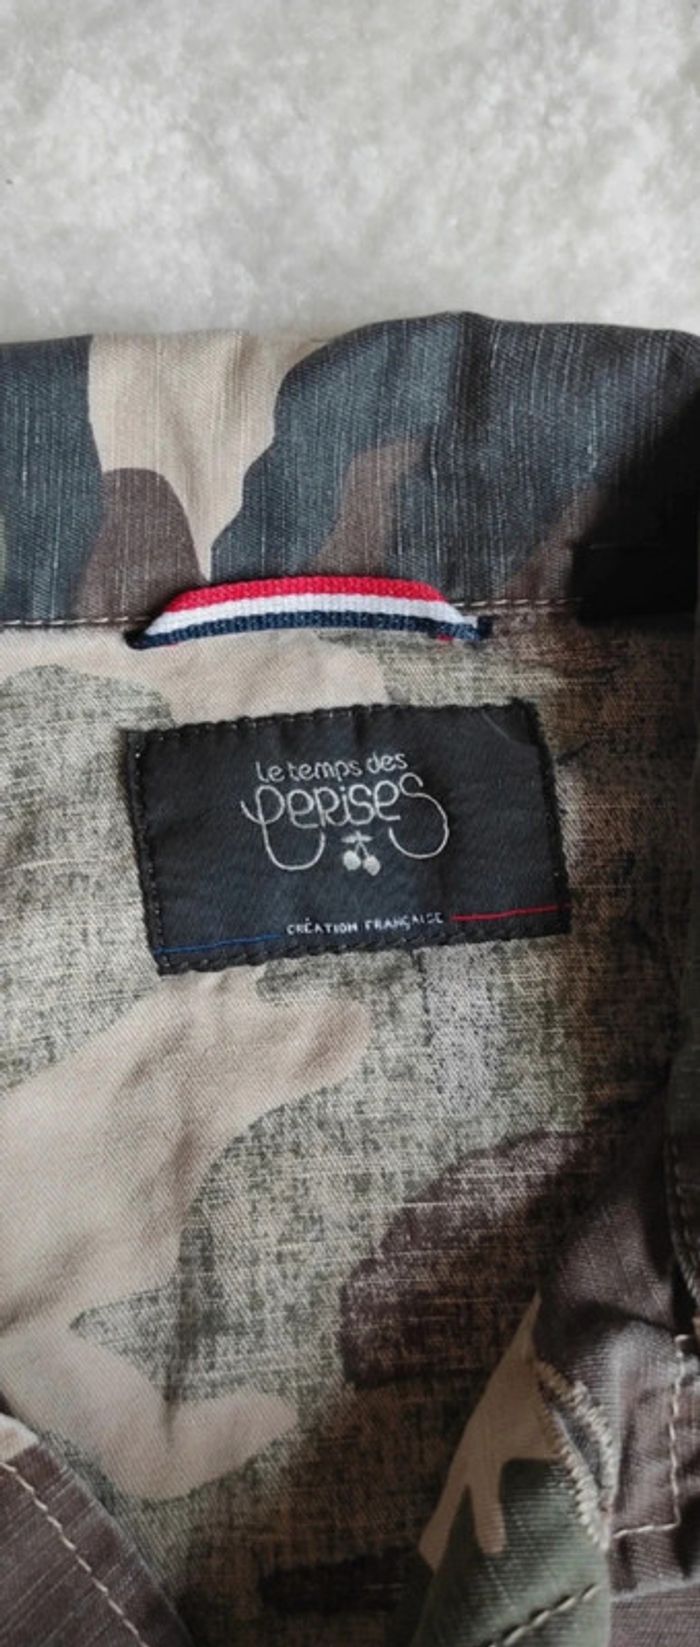 Le temps des
Cerises
CRÉATION FRANÇAISE